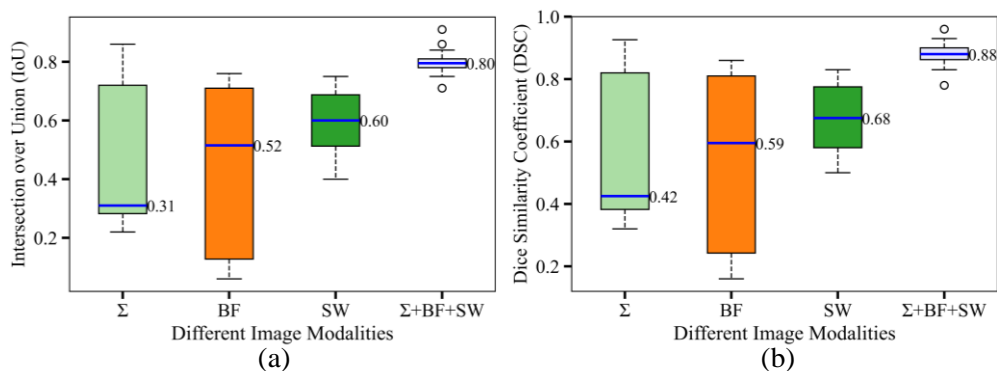 Intersection over Union (IoU)
0.8
0.6
0.4
0.2
0.31
0.52
0.60
0.80
Σ
BF
SW
Σ+BF+SW
Different Image Modalities
(a)
Dice Similarity Coefficient (DSC)
1.0
0.8
0.6
0.4
0.2
0.42
0.59
0.68
0.88
Σ
BF
SW
Σ+BF+SW
Different Image Modalities
(b)